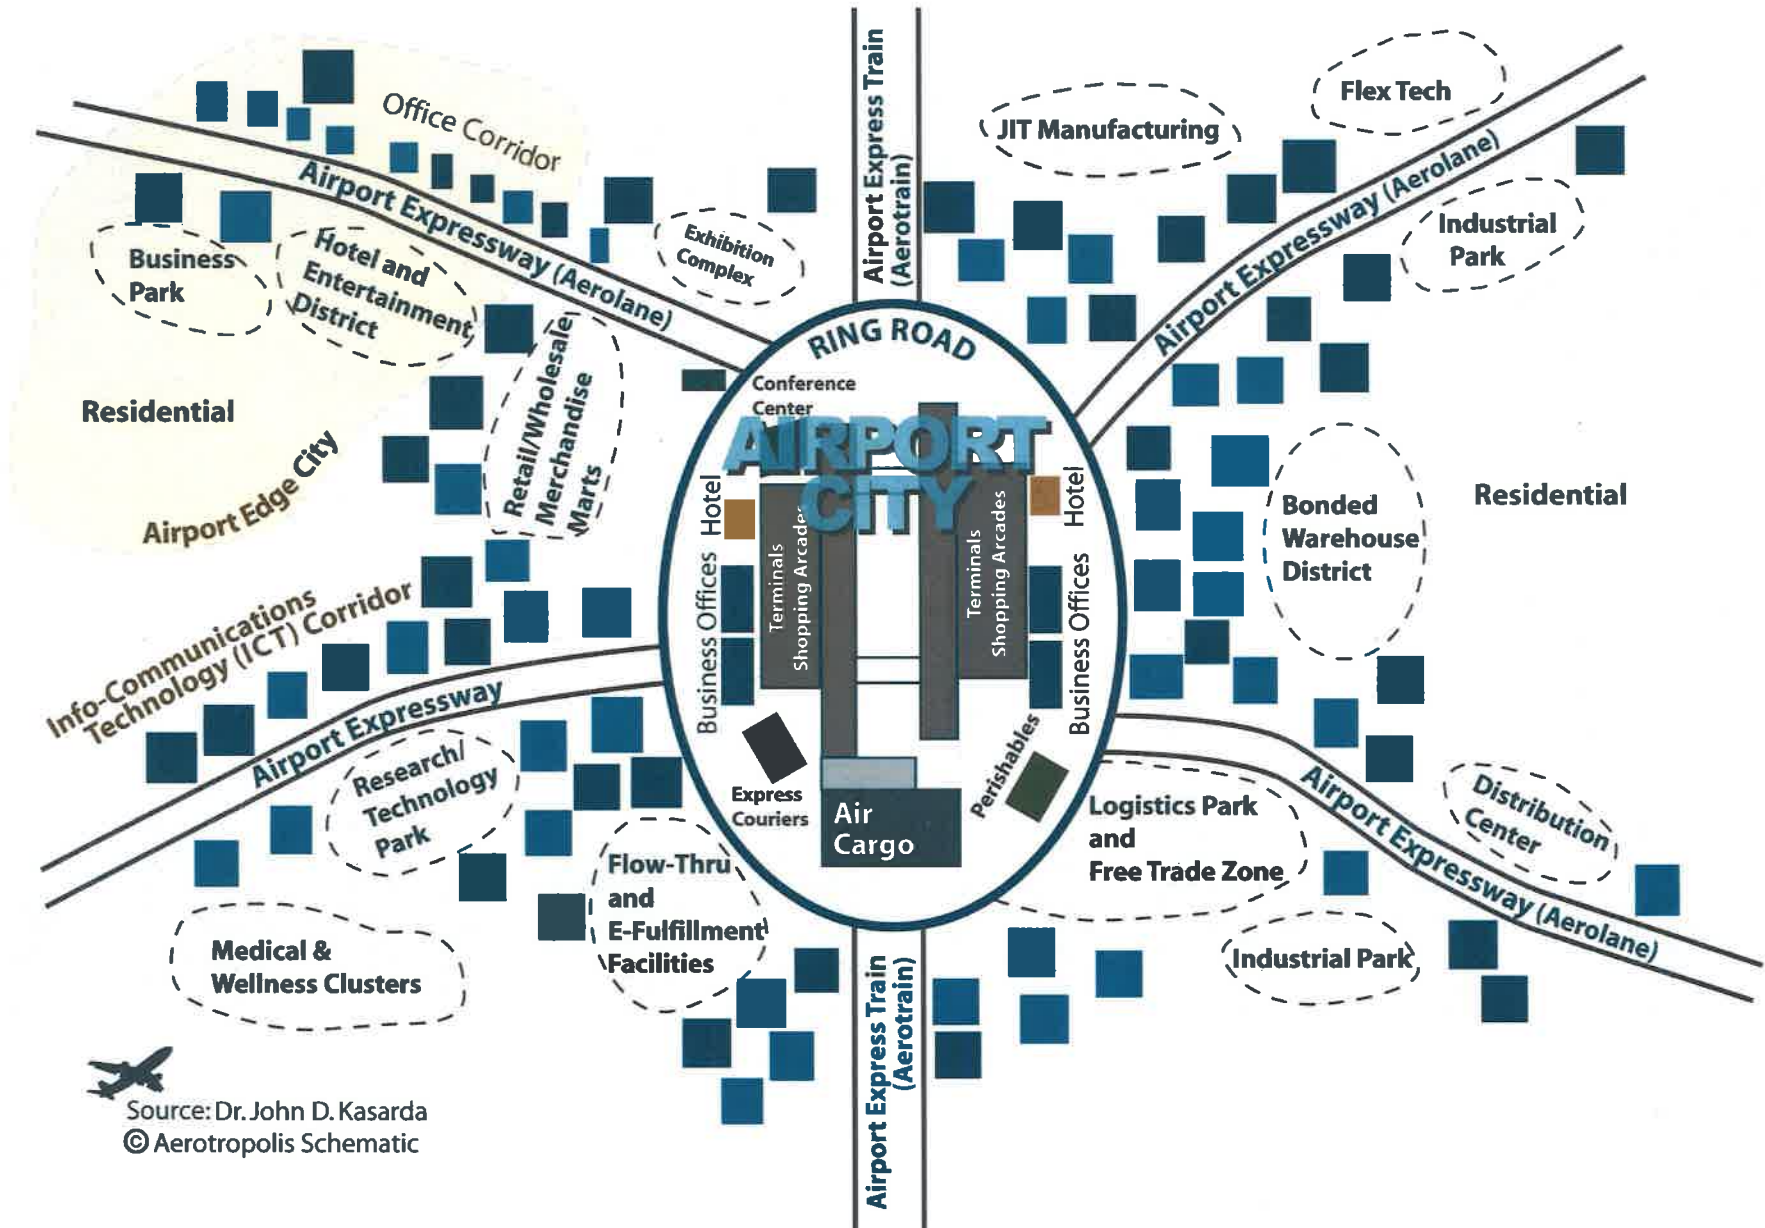 Office Corridor
Airport Expressway (Aerolane)
Business
Park
Hotel and
Entertainment
District
Exhibition
Complex
Airport Express Train
(Aerotrain)
JIT Manufacturing
Flex Tech
Airport Expressway (Aerolane)
Industrial
Park
Residential
Airport Edge City
Retail/Wholesale
Merchandise
Marts
RING ROAD
Conference
Center
AIRPORT
CITY
Hotel
Hotel
Terminals
Shopping Arcades
Terminals
Shopping Arcades
Business Offices
Business Offices
Express
Couriers
Air
Cargo
Perishables
Bonded
Warehouse
District
Residential
Info-Communications
Technology (ICT) Corridor
Airport Expressway
Research/
Technology
Park
Flow-Thru
and
E-Fulfillment
Facilities
Medical &
Wellness Clusters
Logistics Park
and
Free Trade Zone
Airport Expressway (Aerolane)
Distribution
Center
Industrial Park
Airport Express Train
(Aerotrain)
Source: Dr. John D. Kasarda
© Aerotropolis Schematic